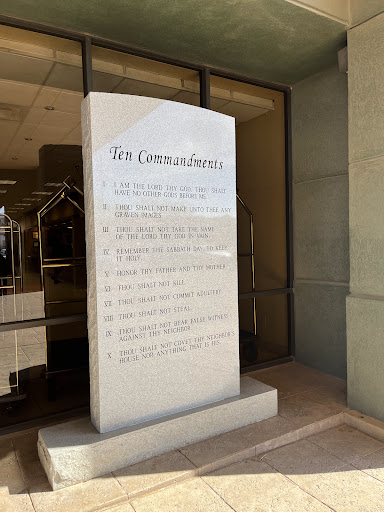 Ten Commandments
I I AM THE LORD THY GOD, THOU SHALT
HAVE NO OTHER GODS BEFORE ME.
II THOU SHALT NOT MAKE UNTO THEE ANY
GRAVEN IMAGES.
III THOU SHALT NOT TAKE THE NAME
OF THE LORD THY GOD IN VAIN.
IV REMEMBER THE SABBATH DAY, TO KEEP
IT HOLY.
V HONOR THY FATHER AND THY MOTHER.
VI THOU SHALT NOT KILL.
VII THOU SHALT NOT COMMIT ADULTERY.
VIII THOU SHALT NOT STEAL.
IX THOU SHALT NOT BEAR FALSE WITNESS
AGAINST THY NEIGHBOR.
X THOU SHALT NOT COVET THY NEIGHBOR'S
HOUSE NOR ANYTHING THAT IS HIS.